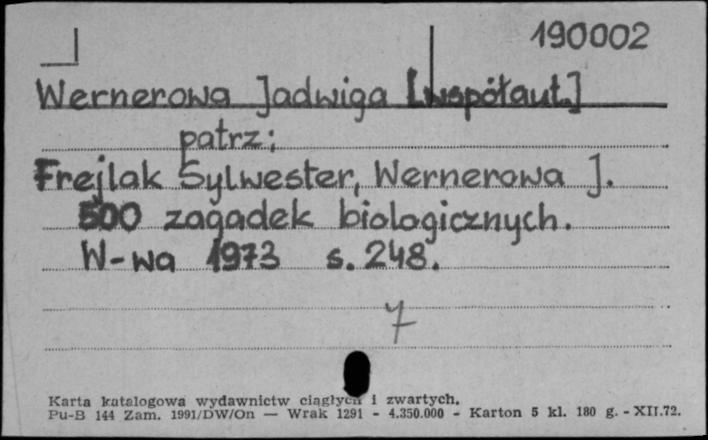 190002
Wernerowa Jadwiga [współaut.]
patrz:
Frejlak Sylwester, Wernerowa J.
500 zagadek biologicznych.
W-wa 1973 s. 248.
7
Karta katalogowa wydawnictw ciągłych i zwartych.
Pu-B 144 Zam. 1991/DW/On — Wrak 1291 - 4.350.000 - Karton 5 kl. 180 g. - XII.72.